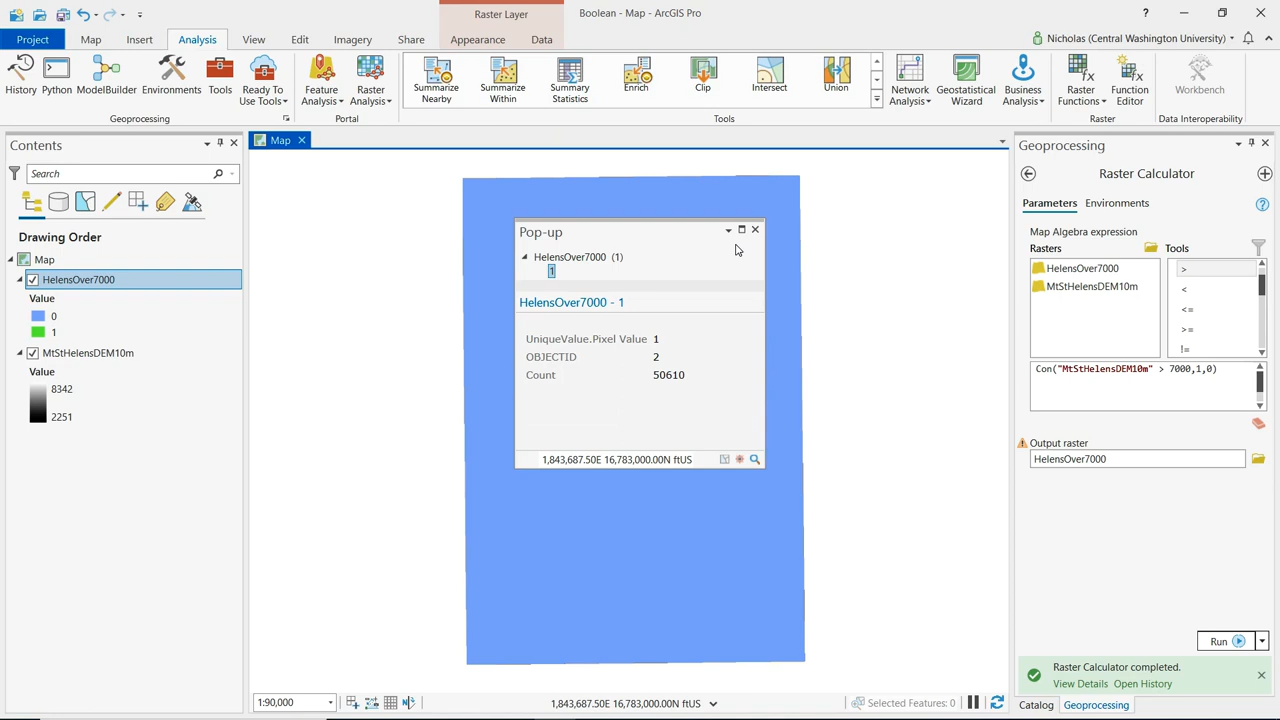 Raster Layer
Boolean - Map - ArcGIS Pro
?
Project
Map
Insert
Analysis
View
Edit
Imagery
Share
Appearance
Data
Nicholas (Central Washington University)
History
Python
ModelBuilder
Environments
Tools
Ready To
Use Tools
Feature
Analysis
Raster
Analysis
Summarize
Nearby
Summarize
Within
Summary
Statistics
Enrich
Clip
Intersect
Union
Network
Analysis
Geostatistical
Wizard
Business
Analysis
Raster
Functions
Function
Editor
Workbench
Geoprocessing
Portal
Tools
Raster
Data Interoperability
Contents
Search
Drawing Order
Map
HelensOver7000
Value
0
1
MtStHelensDEM10m
Value
8342
2251
Map
Pop-up
HelensOver7000 (1)
1
HelensOver7000 - 1
UniqueValue.Pixel Value 1
OBJECTID 2
Count 50610
1,843,687.50E 16,783,000.00N ftUS
1:90,000
1,843,687.50E 16,783,000.00N ftUS
Selected Features: 0
Geoprocessing
Raster Calculator
Parameters
Environments
?
Map Algebra expression
Rasters
Tools
HelensOver7000
MtStHelensDEM10m
>
<
<=
>=
!=
Con("MtStHelensDEM10m" > 7000,1,0)
Output raster
HelensOver7000
Run
Raster Calculator completed.
View Details Open History
Catalog
Geoprocessing